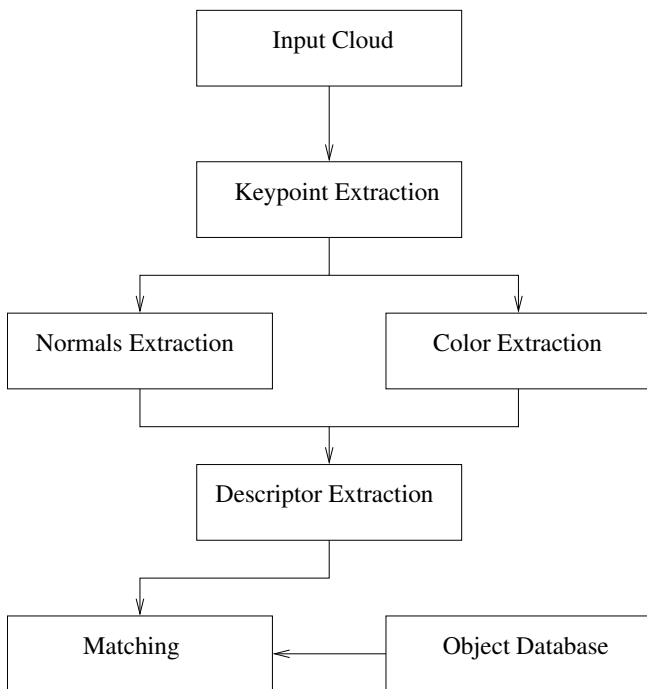 Input Cloud
Keypoint Extraction
Normals Extraction
Color Extraction
Descriptor Extraction
Matching
Object Database